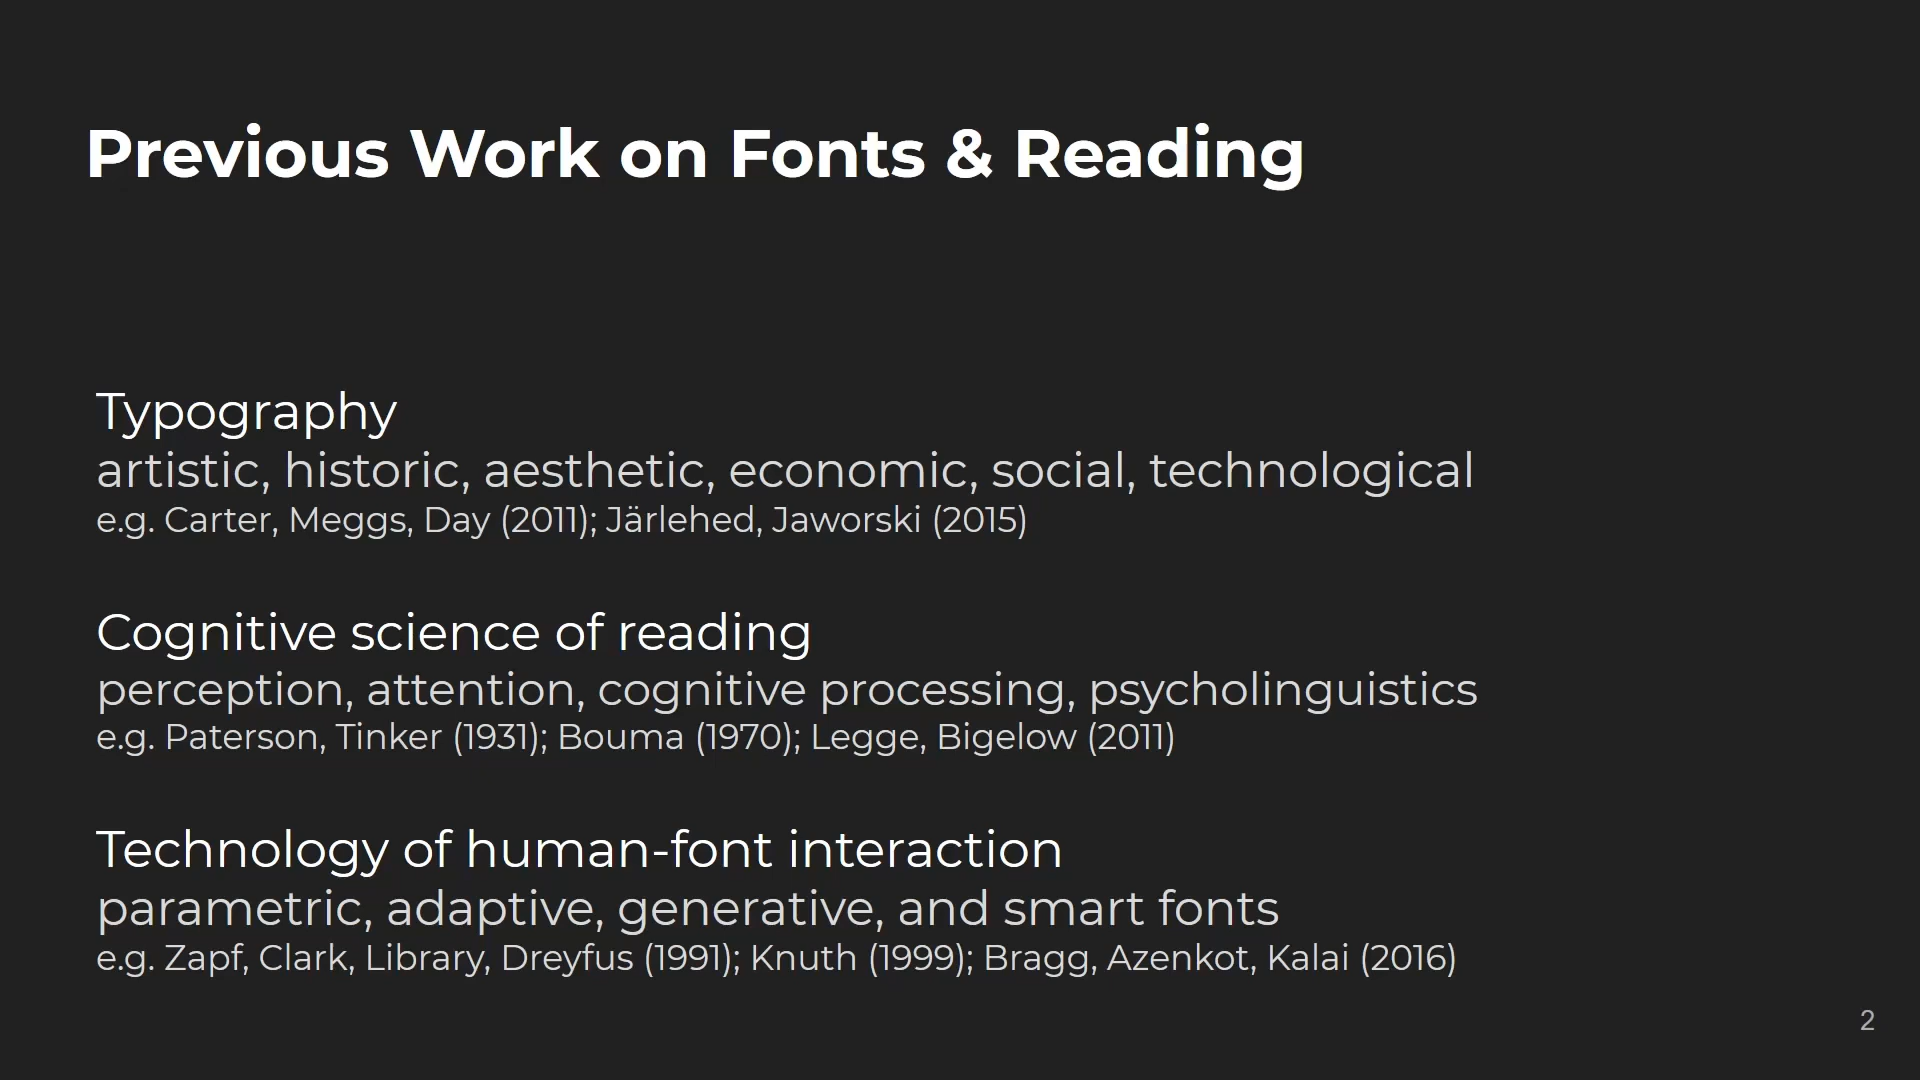 Previous Work on Fonts & Reading
Typography
artistic, historic, aesthetic, economic, social, technological
e.g. Carter, Meggs, Day (2011); Järlehed, Jaworski (2015)
Cognitive science of reading
perception, attention, cognitive processing, psycholinguistics
e.g. Paterson, Tinker (1931); Bouma (1970); Legge, Bigelow (2011)
Technology of human-font interaction
parametric, adaptive, generative, and smart fonts
e.g. Zapf, Clark, Library, Dreyfus (1991); Knuth (1999); Bragg, Azenkot, Kalai (2016)
2